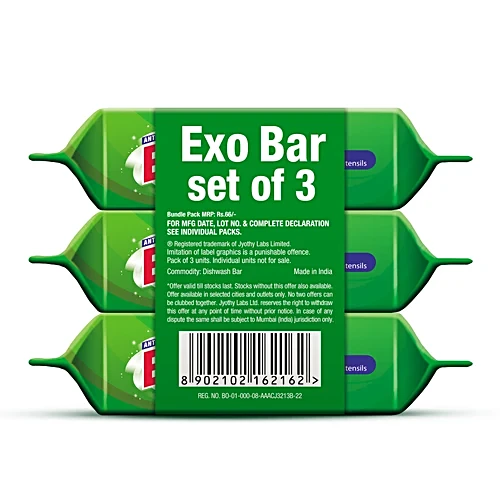 Exo Bar
set of 3
Bundle Pack MRP: Rs.66/-
FOR MFG DATE, LOT NO. & COMPLETE DECLARATION
SEE INDIVIDUAL PACKS.
® Registered trademark of Jyothy Labs Limited.
Imitation of label graphics is a punishable offence.
Pack of 3 units. Individual units not for sale.
Commodity: Dishwash Bar Made in India
*Offer valid till stocks last. Stocks without this offer also available.
Offer available in selected cities and outlets only. No two offers can
be clubbed together. Jyothy Labs Ltd. reserves the right to withdraw
this offer at any point of time without prior notice. In case of any
dispute the same shall be subject to Mumbai (India) jurisdiction only.
8 902102 162162 >
REG. NO. BO-01-000-08-AAACJ3213B-22
ANT
E
tensils
ANT
E
tensils
ANT
E
tensils